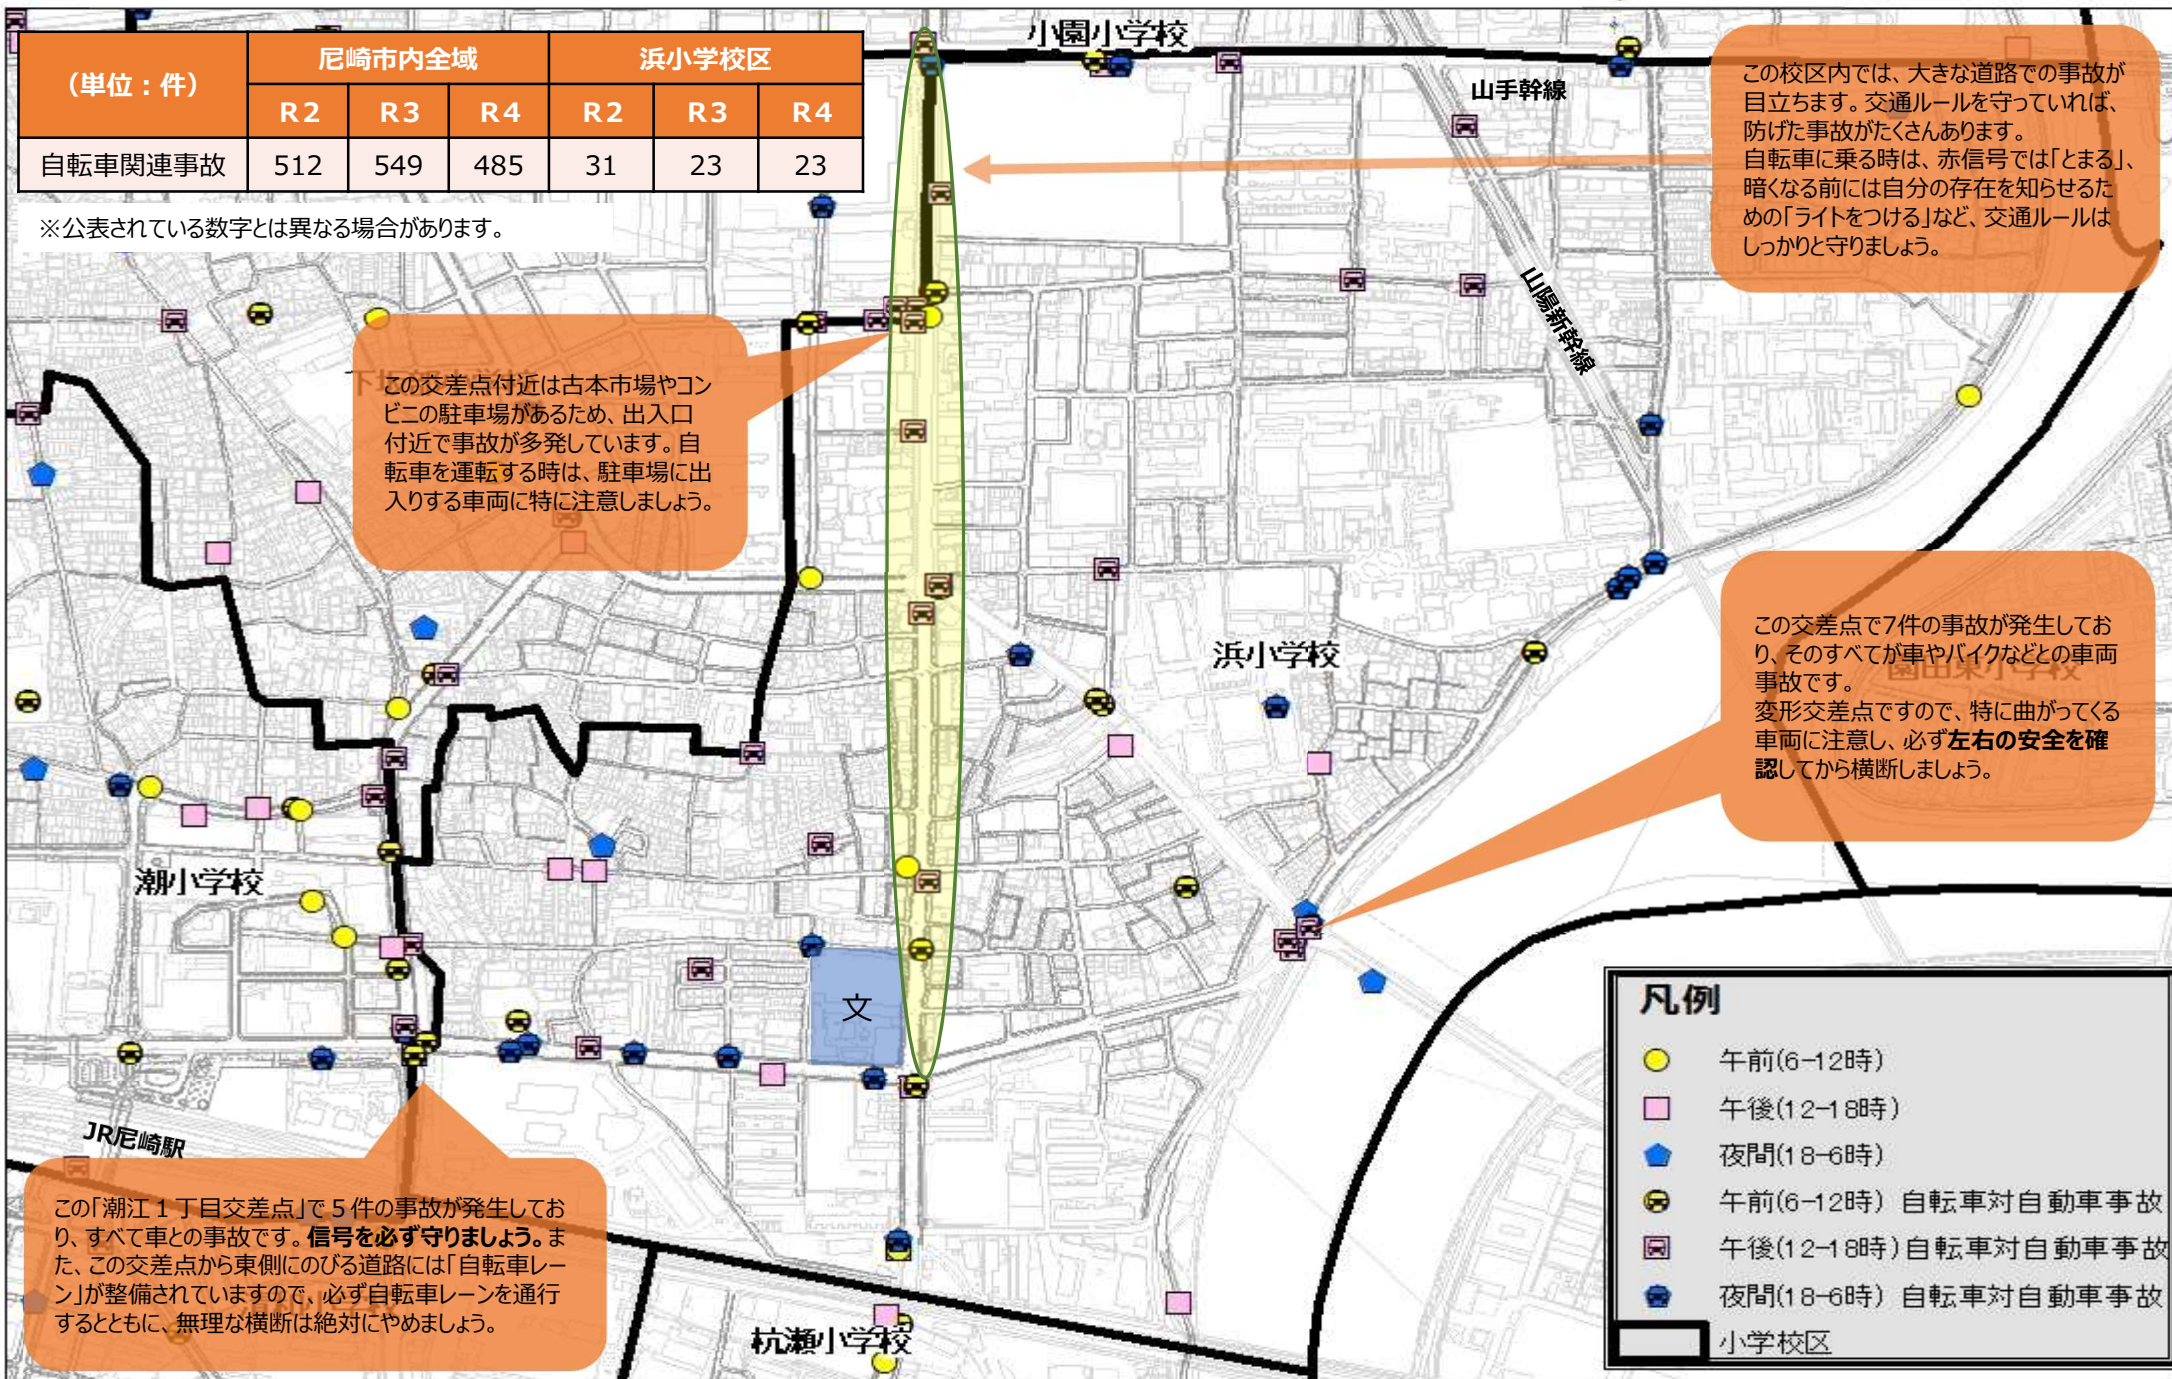 (単位：件)
尼崎市内全域
浜小学校区
R2
R3
R4
R2
R3
R4
自転車関連事故
512
549
485
31
23
23
※公表されている数字とは異なる場合があります。
小園小学校
山手幹線
この校区内では、大きな道路での事故が
目立ちます。交通ルールを守っていれば、
防げた事故がたくさんあります。
自転車に乗る時は、赤信号では「とまる」、
暗くなる前には自分の存在を知らせるた
めの「ライトをつける」など、交通ルールは
しっかりと守りましょう。
山陽新幹線
この交差点付近は古本市場やコン
ビニの駐車場があるため、出入口
付近で事故が多発しています。自
転車を運転する時は、駐車場に出
入りする車両に特に注意しましょう。
浜小学校
園田東小学校
この交差点で7件の事故が発生してお
り、そのすべてが車やバイクなどとの車両
事故です。
変形交差点ですので、特に曲がってくる
車両に注意し、必ず左右の安全を確
認してから横断しましょう。
潮小学校
文
JR尼崎駅
この「潮江1丁目交差点」で5件の事故が発生してお
り、すべて車との事故です。信号を必ず守りましょう。ま
た、この交差点から東側にのびる道路には「自転車レー
ン」が整備されていますので、必ず自転車レーンを通行
するとともに、無理な横断は絶対にやめましょう。
杭瀬小学校
凡例
午前(6-12時)
午後(12-18時)
夜間(18-6時)
午前(6-12時) 自転車対自動車事故
午後(12-18時)自転車対自動車事故
夜間(18-6時) 自転車対自動車事故
小学校区